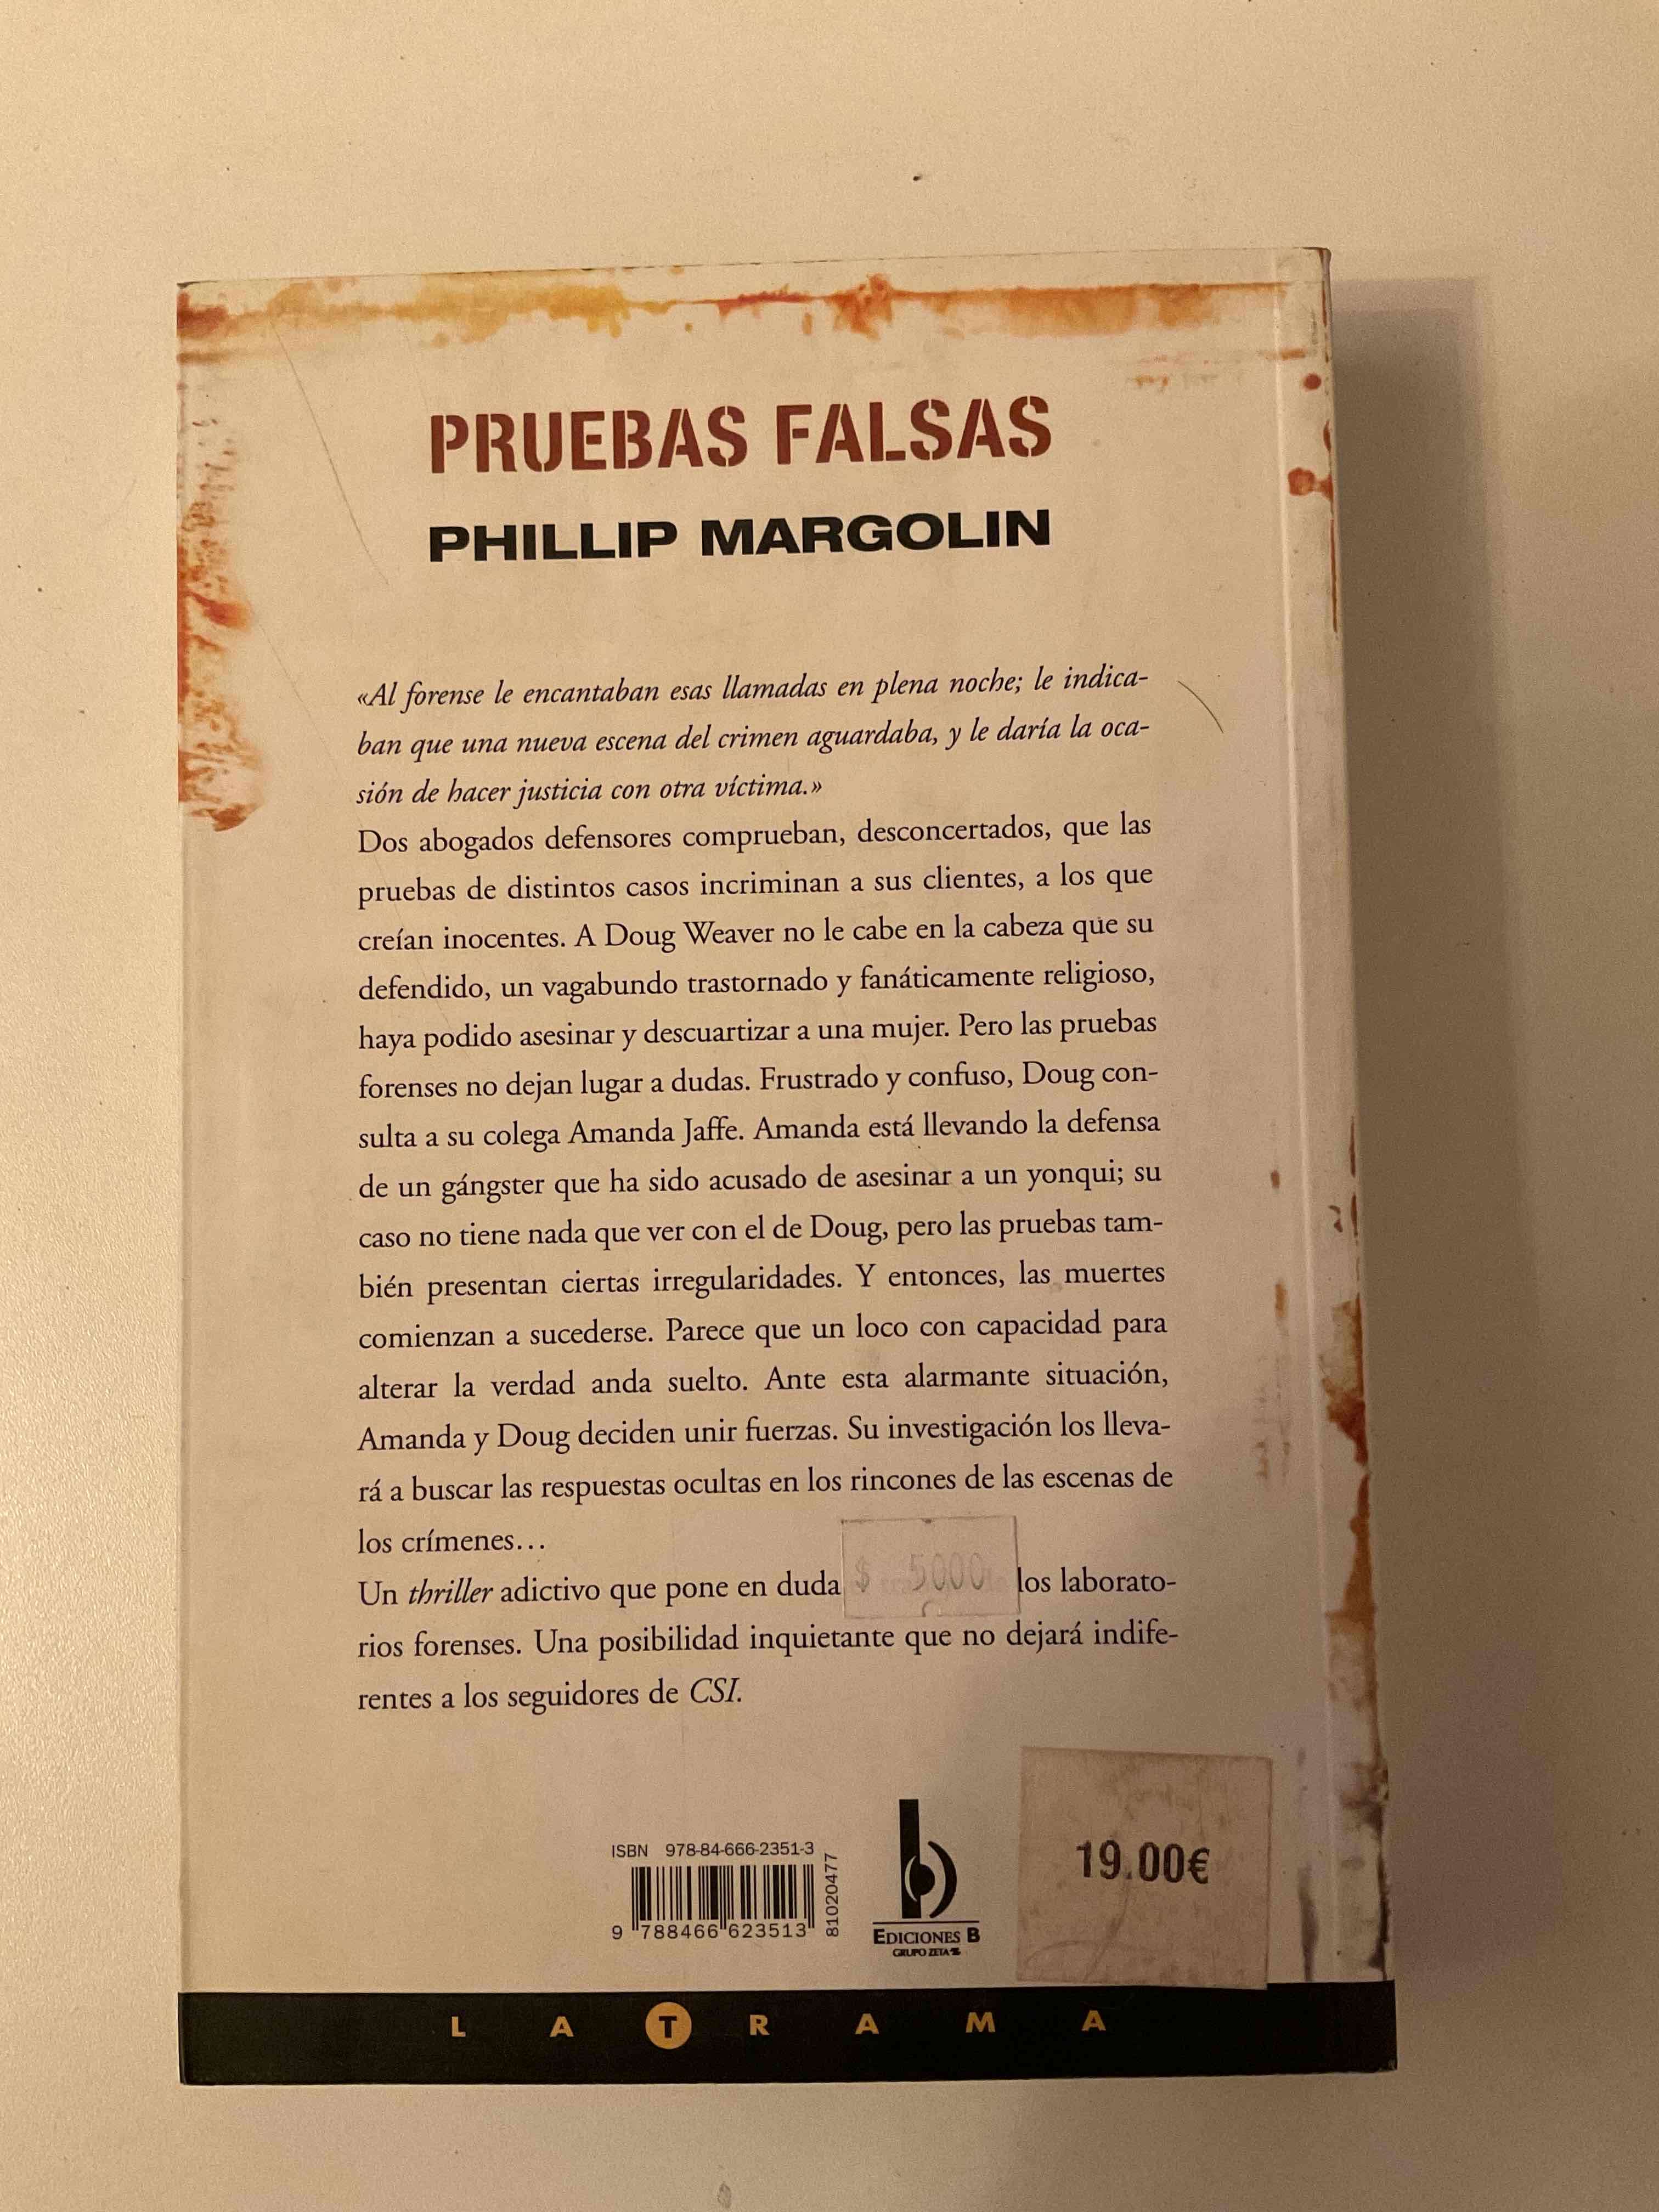 PRUEBAS FALSAS
PHILLIP MARGOLIN
«Al forense le encantaban esas llamadas en plena noche; le indica-
ban que una nueva escena del crimen aguardaba, y le daría la oca-
sión de hacer justicia con otra víctima.»
Dos abogados defensores comprueban, desconcertados, que las
pruebas de distintos casos incriminan a sus clientes, a los que
creían inocentes. A Doug Weaver no le cabe en la cabeza que su
defendido, un vagabundo trastornado y fanáticamente religioso,
haya podido asesinar y descuartizar a una mujer. Pero las pruebas
forenses no dejan lugar a dudas. Frustrado y confuso, Doug con-
sulta a su colega Amanda Jaffe. Amanda está llevando la defensa
de un gángster que ha sido acusado de asesinar a un yonqui; su
caso no tiene nada que ver con el de Doug, pero las pruebas tam-
bién presentan ciertas irregularidades. Y entonces, las muertes
comienzan a sucederse. Parece que un loco con capacidad para
alterar la verdad anda suelto. Ante esta alarmante situación,
Amanda y Doug deciden unir fuerzas. Su investigación los lleva-
rá a buscar las respuestas ocultas en los rincones de las escenas de
los crímenes...
Un thriller adictivo que pone en duda $ 5000 los laborato-
rios forenses. Una posibilidad inquietante que no dejará indife-
rentes a los seguidores de CSI.
ISBN 978-84-666-2351-3
9 788466 623513
81020477
EDICIONES B
GRUPO ZETA
19.00€
LA TRAMA